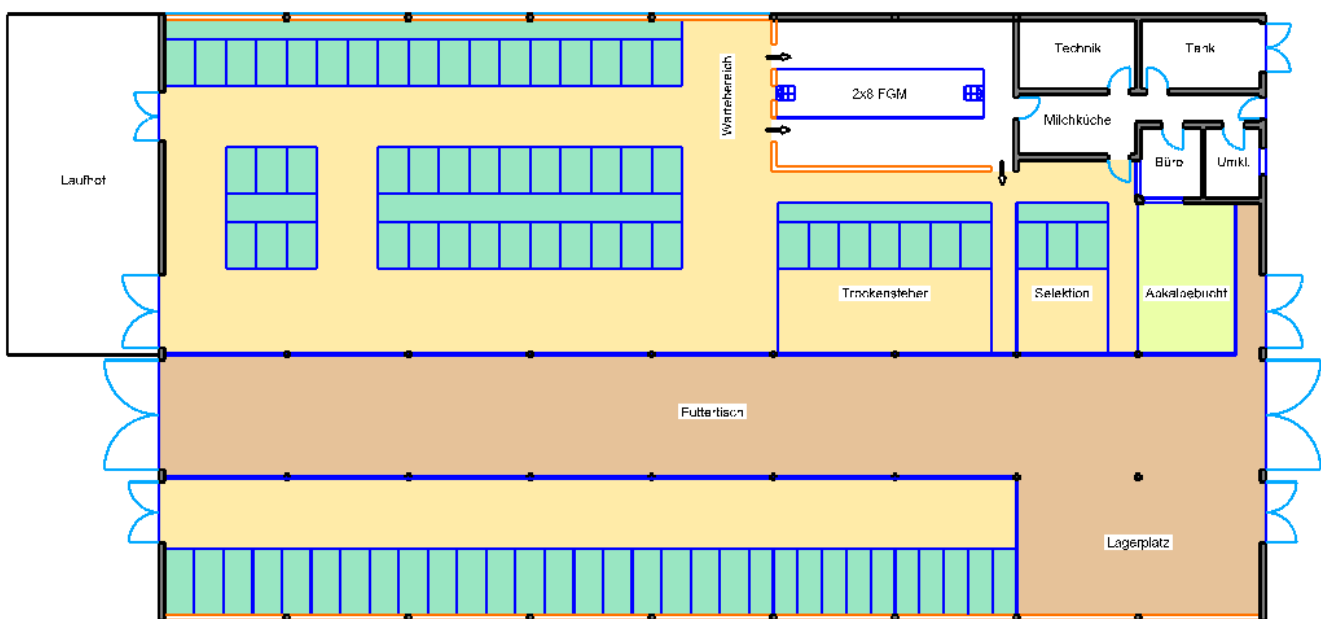 Technik
Tank
2x8 FGM
Wartebereich
Milchküche
Laufhof
Büro
Umkl.
Trockensteher
Selektion
Abkalbebucht
Futtertisch
Lagerplatz